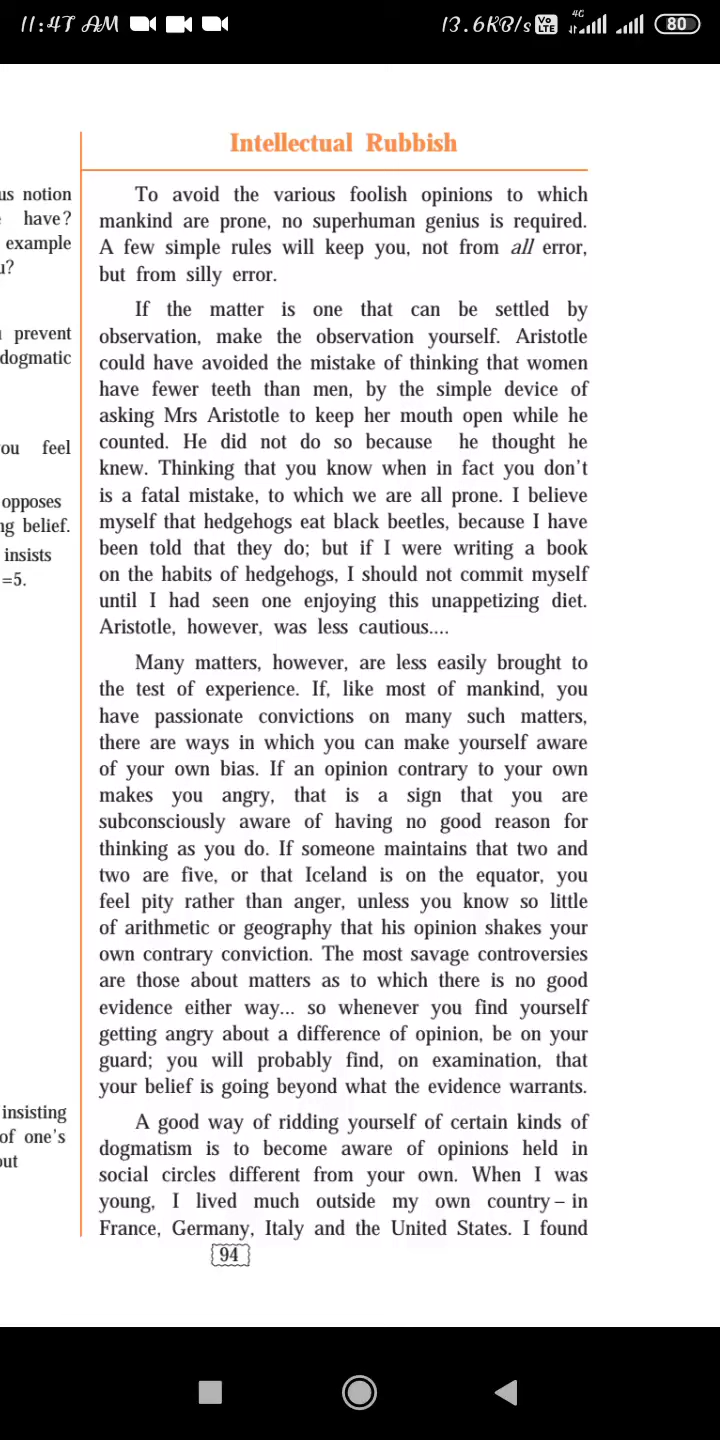 11:47 AM
13.6KB/s
Vo LTE
4G
80
Intellectual Rubbish
us notion
have?
example
u?
prevent
dogmatic
ou feel
opposes
ng belief.
insists
=5.
insisting
of one's
out
To avoid the various foolish opinions to which
mankind are prone, no superhuman genius is required.
A few simple rules will keep you, not from all error,
but from silly error.
If the matter is one that can be settled by
observation, make the observation yourself. Aristotle
could have avoided the mistake of thinking that women
have fewer teeth than men, by the simple device of
asking Mrs Aristotle to keep her mouth open while he
counted. He did not do so because he thought he
knew. Thinking that you know when in fact you don't
is a fatal mistake, to which we are all prone. I believe
myself that hedgehogs eat black beetles, because I have
been told that they do; but if I were writing a book
on the habits of hedgehogs, I should not commit myself
until I had seen one enjoying this unappetizing diet.
Aristotle, however, was less cautious....
Many matters, however, are less easily brought to
the test of experience. If, like most of mankind, you
have passionate convictions on many such matters,
there are ways in which you can make yourself aware
of your own bias. If an opinion contrary to your own
makes you angry, that is a sign that you are
subconsciously aware of having no good reason for
thinking as you do. If someone maintains that two and
two are five, or that Iceland is on the equator, you
feel pity rather than anger, unless you know so little
of arithmetic or geography that his opinion shakes your
own contrary conviction. The most savage controversies
are those about matters as to which there is no good
evidence either way... so whenever you find yourself
getting angry about a difference of opinion, be on your
guard; you will probably find, on examination, that
your belief is going beyond what the evidence warrants.
A good way of ridding yourself of certain kinds of
dogmatism is to become aware of opinions held in
social circles different from your own. When I was
young, I lived much outside my own country – in
France, Germany, Italy and the United States. I found
94